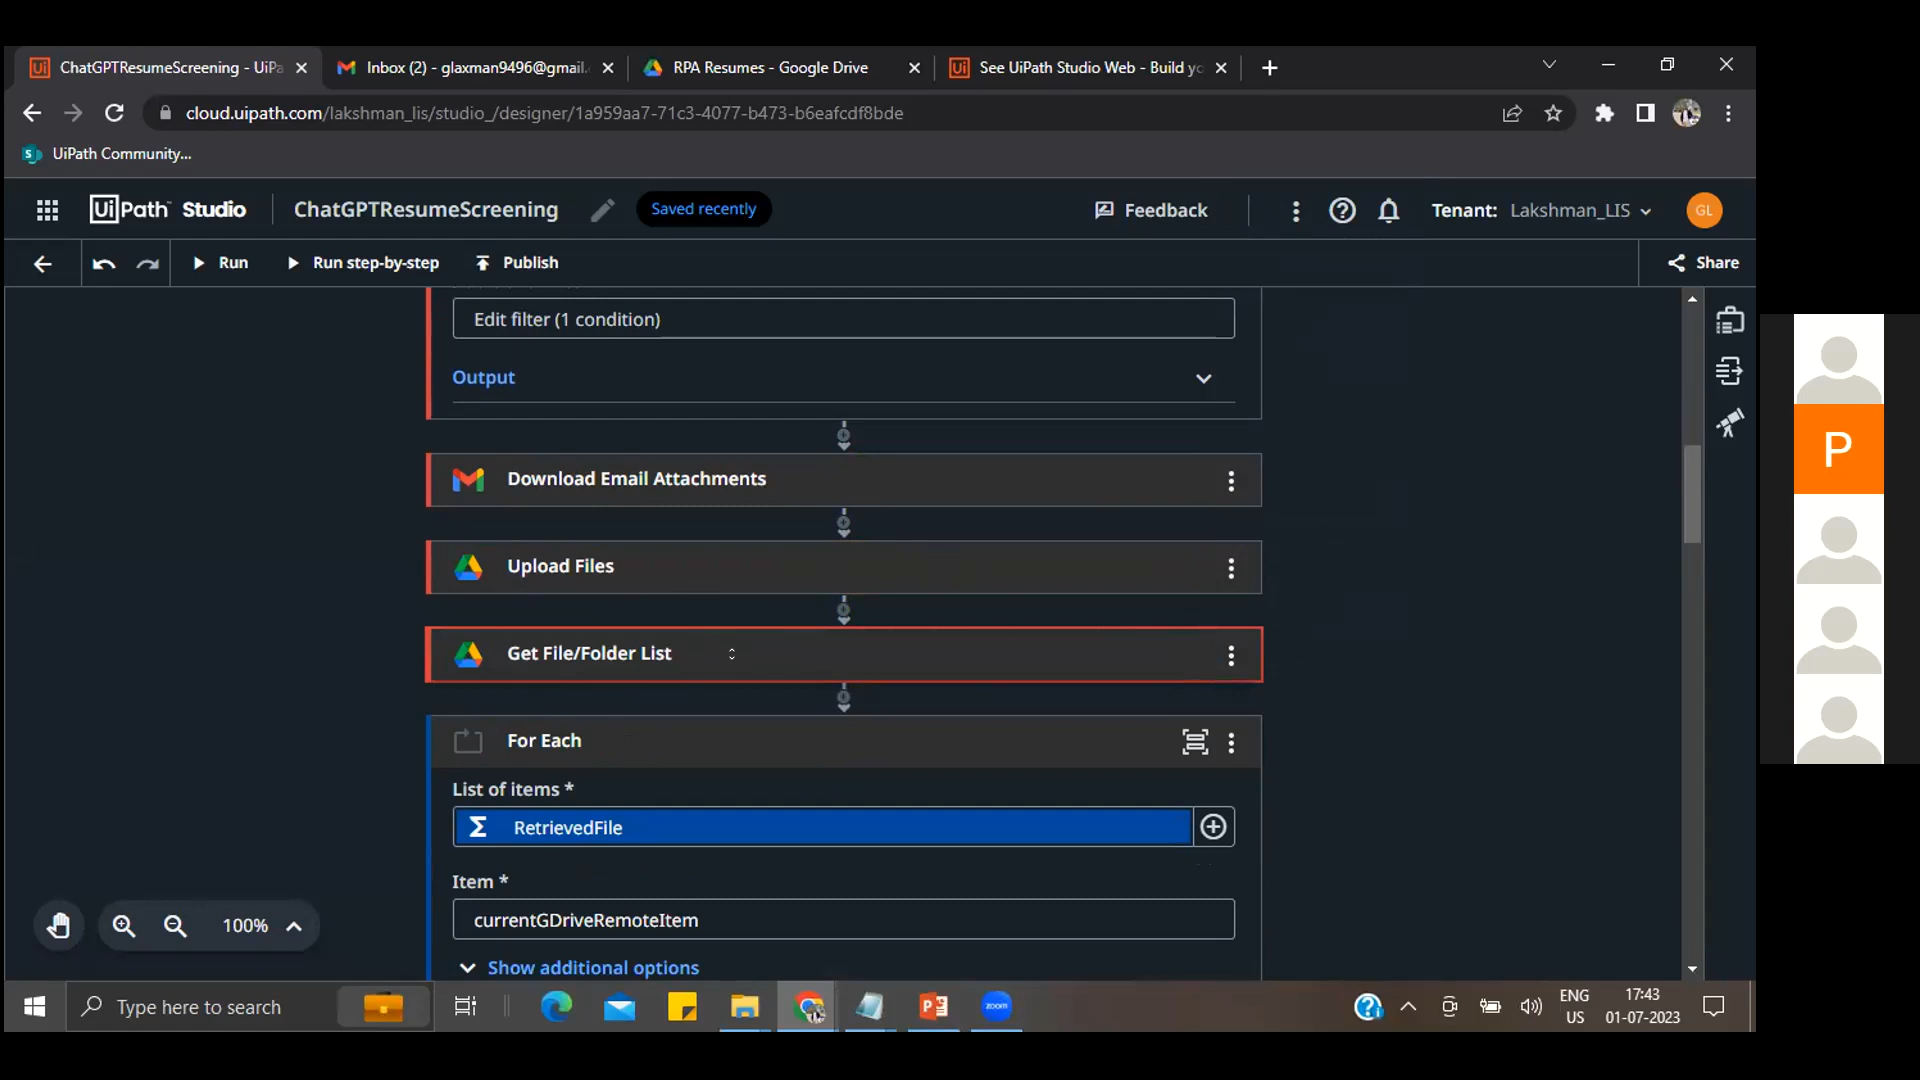 ChatGPTResumeScreening - UiPa
Inbox (2) - glaxman9496@gmail.
RPA Resumes - Google Drive
See UiPath Studio Web - Build yo
cloud.uipath.com/lakshman_lis/studio_/designer/1a959aa7-71c3-4077-b473-b6eafcdf8bde
S UiPath Community...
UiPath™ Studio
ChatGPTResumeScreening
Saved recently
Feedback
Tenant: Lakshman_LIS
GL
Run
Run step-by-step
Publish
Share
Edit filter (1 condition)
Output
Download Email Attachments
Upload Files
Get File/Folder List
For Each
List of items *
Σ RetrievedFile
Item *
currentGDriveRemoteItem
Show additional options
100%
P
Type here to search
zoom
ENG
US
17:43
01-07-2023